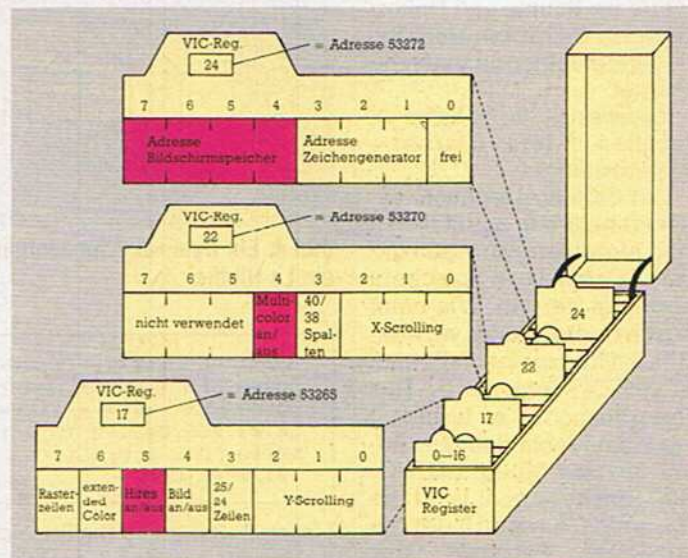 VIC-Reg.
24
= Adresse 53272
7 6 5 4 3 2 1 0
Adresse
Bildschirmspeicher
Adresse
Zeichengenerator
frei
VIC-Reg.
22
= Adresse 53270
7 6 5 4 3 2 1 0
nicht verwendet
Multi-
color
an/
aus
40/
38
Spal-
ten
X-Scrolling
VIC-Reg.
17
= Adresse 53265
7 6 5 4 3 2 1 0
Raster-
zeilen
exten-
ded
Color
Hires
an/aus
Bild
an/aus
25/
24
Zeilen
Y-Scrolling
24
22
17
0—16
VIC
Register